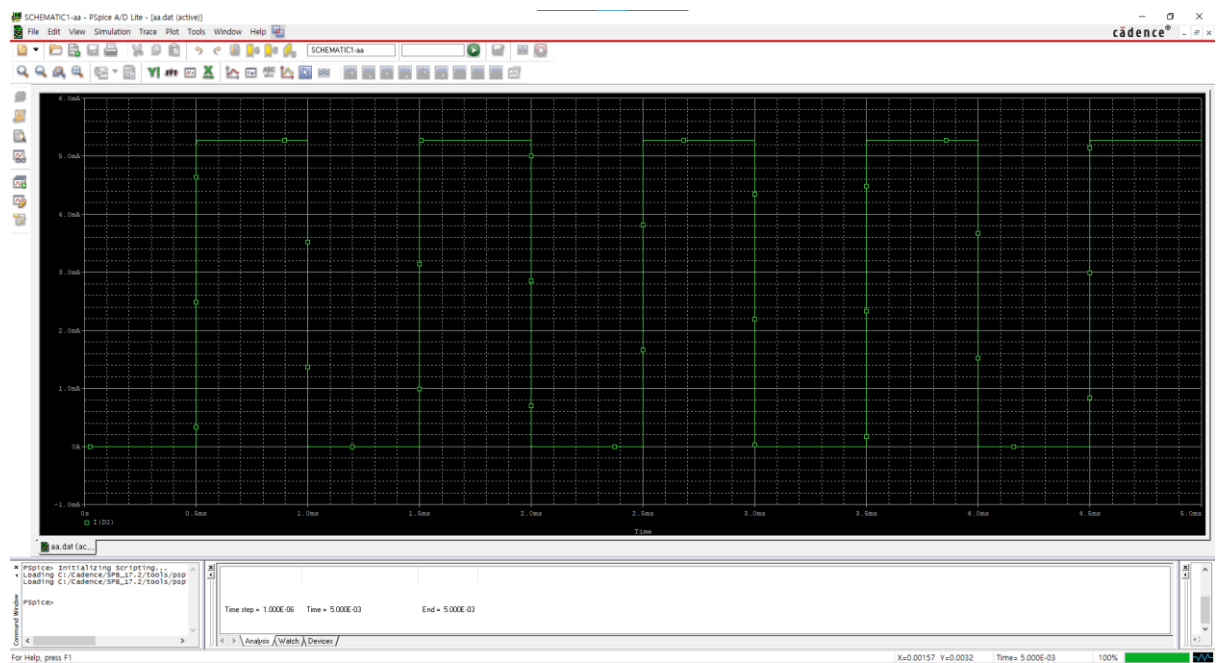 SCHEMATIC1-aa - PSpice A/D Lite - [aa.dat (active)]
File Edit View Simulation Trace Plot Tools Window Help
cādence®
SCHEMATIC1-aa
6.0mA
5.0mA
4.0mA
3.0mA
2.0mA
1.0mA
0A
-1.0mA
0s 0.5ms 1.0ms 1.5ms 2.0ms 2.5ms 3.0ms 3.5ms 4.0ms 4.5ms 5.0ms
I(D2)
Time
aa.dat (ac...
PSpice> Initializing Scripting...
Loading C:/Cadence/SPB_17.2/tools/psp
Loading C:/Cadence/SPB_17.2/tools/psp
PSpice>
Command Window
Time step = 1.000E-06 Time = 5.000E-03 End = 5.000E-03
Analysis Watch Devices
For Help, press F1
X=0.00157 Y=0.0032 Time= 5.000E-03 100%